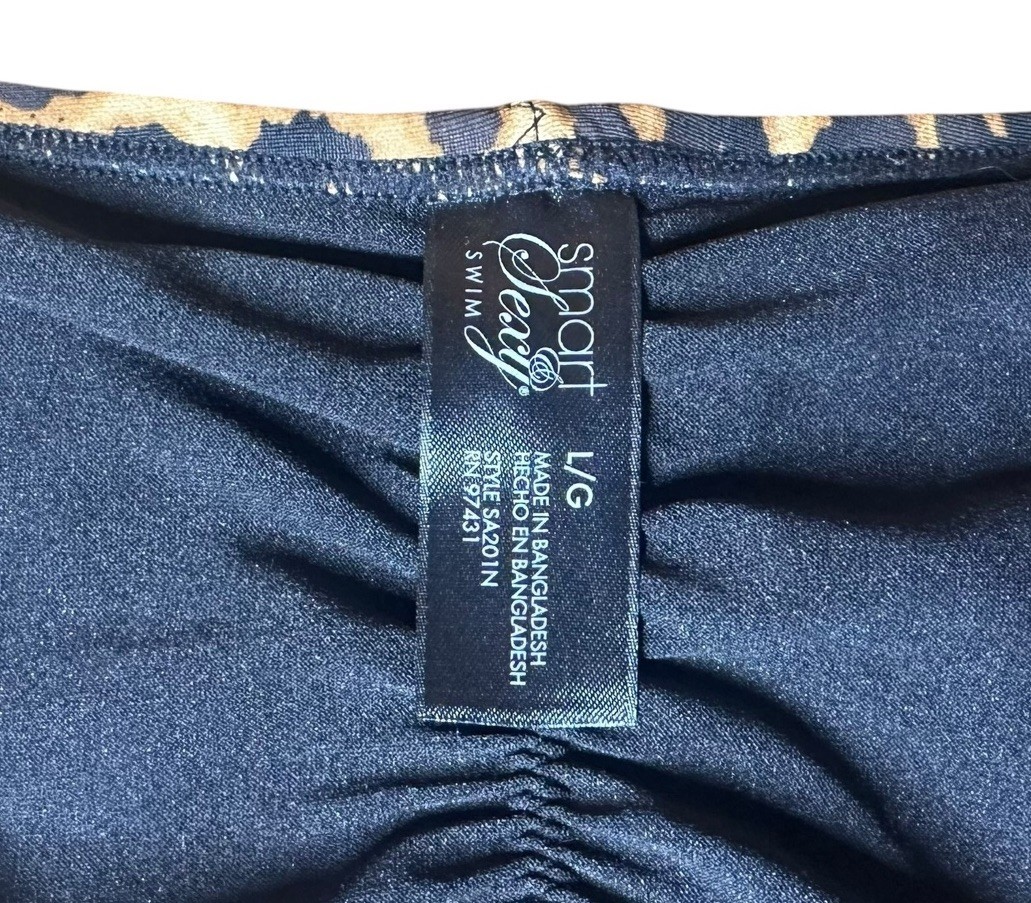 smart
& Sexy®
SWIM
L/G
MADE IN BANGLADESH
HECHO EN BANGLADESH
STYLE SA201N
RN 97431